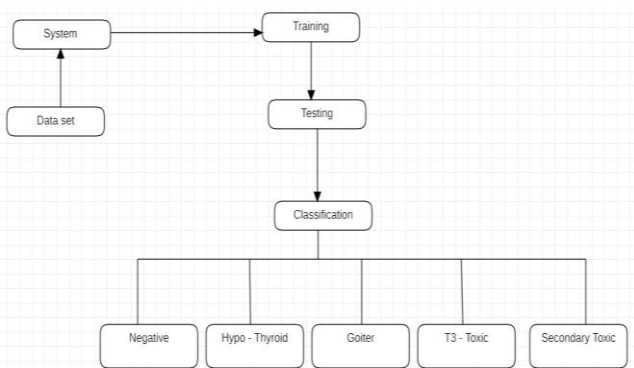 System
Training
Data set
Testing
Classification
Negative
Hypo - Thyroid
Goiter
T3 - Toxic
Secondary Toxic